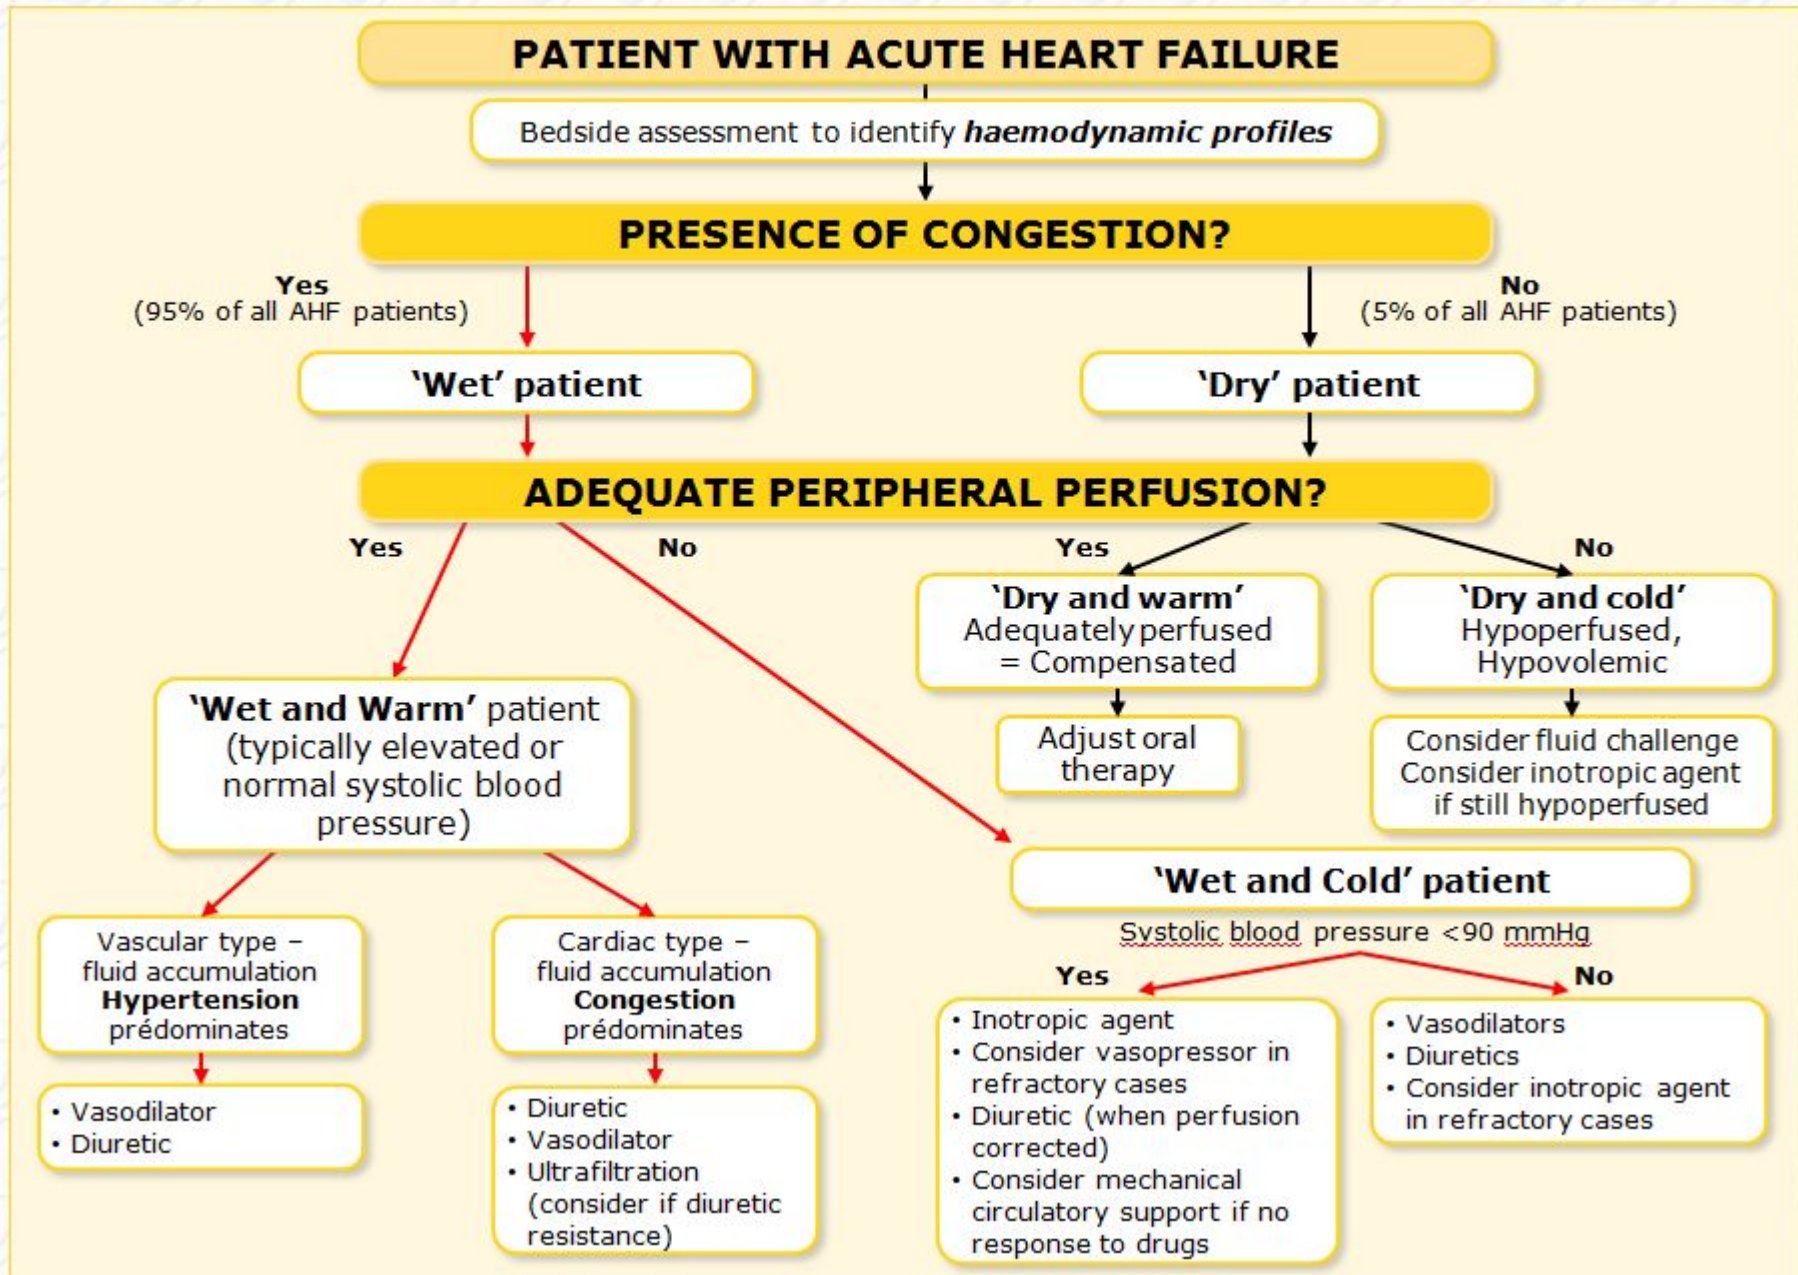 PATIENT WITH ACUTE HEART FAILURE
Bedside assessment to identify haemodynamic profiles
PRESENCE OF CONGESTION?
Yes
(95% of all AHF patients)
No
(5% of all AHF patients)
‘Wet’ patient
‘Dry’ patient
ADEQUATE PERIPHERAL PERFUSION?
Yes
No
Yes
No
‘Dry and warm’
Adequately perfused
= Compensated
‘Dry and cold’
Hypoperfused,
Hypovolemic
Adjust oral
therapy
Consider fluid challenge
Consider inotropic agent
if still hypoperfused
‘Wet and Warm’ patient
(typically elevated or
normal systolic blood
pressure)
‘Wet and Cold’ patient
Systolic blood pressure <90 mmHg
Yes
No
Vascular type –
fluid accumulation
Hypertension
prédominates
Cardiac type –
fluid accumulation
Congestion
prédominates
• Vasodilator
• Diuretic
• Diuretic
• Vasodilator
• Ultrafiltration
(consider if diuretic
resistance)
• Inotropic agent
• Consider vasopressor in
refractory cases
• Diuretic (when perfusion
corrected)
• Consider mechanical
circulatory support if no
response to drugs
• Vasodilators
• Diuretics
• Consider inotropic agent
in refractory cases